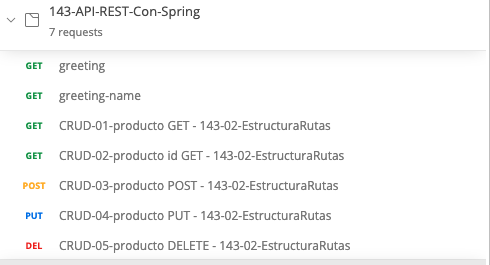 143-API-REST-Con-Spring
7 requests
GET greeting
GET greeting-name
GET CRUD-01-producto GET - 143-02-EstructuraRutas
GET CRUD-02-producto id GET - 143-02-EstructuraRutas
POST CRUD-03-producto POST - 143-02-EstructuraRutas
PUT CRUD-04-producto PUT - 143-02-EstructuraRutas
DEL CRUD-05-producto DELETE - 143-02-EstructuraRutas